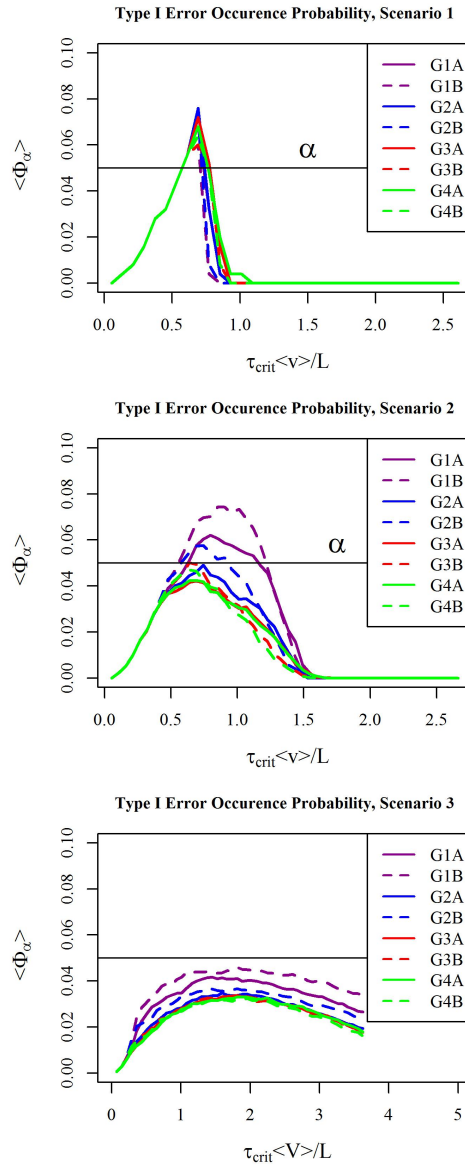 Type I Error Occurence Probability, Scenario 1
<Φα>
0.00 0.02 0.04 0.06 0.08 0.10
α
G1A
G1B
G2A
G2B
G3A
G3B
G4A
G4B
0.0 0.5 1.0 1.5 2.0 2.5
τcrit<v>/L
Type I Error Occurence Probability, Scenario 2
<Φα>
0.00 0.02 0.04 0.06 0.08 0.10
α
G1A
G1B
G2A
G2B
G3A
G3B
G4A
G4B
0.0 0.5 1.0 1.5 2.0 2.5
τcrit<v>/L
Type I Error Occurence Probability, Scenario 3
<Φα>
0.00 0.02 0.04 0.06 0.08 0.10
G1A
G1B
G2A
G2B
G3A
G3B
G4A
G4B
0 1 2 3 4 5
τcrit<V>/L